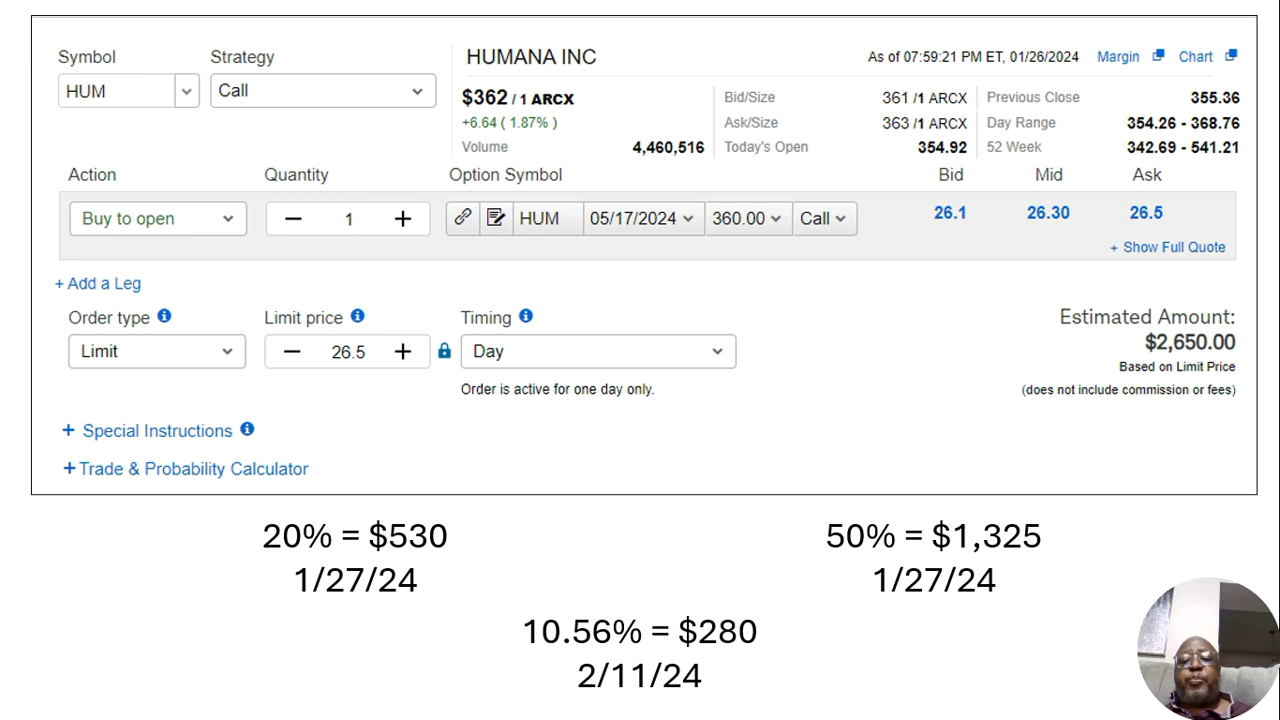 Symbol Strategy HUMANA INC As of 07:59:21 PM ET, 01/26/2024 Margin Chart
HUM Call $362 / 1 ARCX Bid/Size 361 /1 ARCX Previous Close 355.36
+6.64 ( 1.87% ) Ask/Size 363 /1 ARCX Day Range 354.26 - 368.76
Volume 4,460,516 Today's Open 354.92 52 Week 342.69 - 541.21
Action Quantity Option Symbol Bid Mid Ask
Buy to open 1 HUM 05/17/2024 360.00 Call 26.1 26.30 26.5
+ Show Full Quote
+ Add a Leg
Order type Limit price Timing Estimated Amount:
Limit 26.5 Day $2,650.00
Based on Limit Price
Order is active for one day only. (does not include commission or fees)
+ Special Instructions
+ Trade & Probability Calculator
20% = $530 50% = $1,325
1/27/24 1/27/24
10.56% = $280
2/11/24